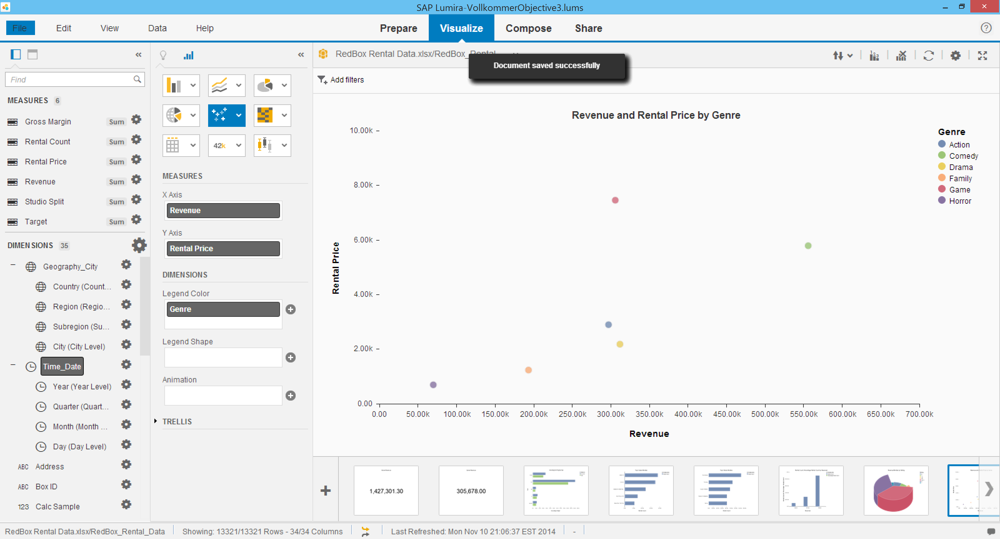 SAP Lumira-VollkommerObjective3.lums
File Edit View Data Help
Prepare Visualize Compose Share
?
Find
MEASURES 6
Gross Margin Sum
Rental Count Sum
Rental Price Sum
Revenue Sum
Studio Split Sum
Target Sum
DIMENSIONS 35
Geography_City
Country (Count...
Region (Regio...
Subregion (Su...
City (City Level)
Time_Date
Year (Year Level)
Quarter (Quart...
Month (Month ...
Day (Day Level)
ABC Address
ABC Box ID
123 Calc Sample
42k
MEASURES
X Axis
Revenue
Y Axis
Rental Price
DIMENSIONS
Legend Color
Genre
Legend Shape
Animation
TRELLIS
RedBox Rental Data.xlsx/RedBox_Rental
Document saved successfully
Add filters
Revenue and Rental Price by Genre
Rental Price
10.00k
8.00k
6.00k
4.00k
2.00k
0.00
0.00 50.00k 100.00k 150.00k 200.00k 250.00k 300.00k 350.00k 400.00k 450.00k 500.00k 550.00k 600.00k 650.00k 700.00k
Revenue
Genre
Action
Comedy
Drama
Family
Game
Horror
1,427,301.30
305,678.00
RedBox Rental Data.xlsx/RedBox_Rental_Data
Showing: 13321/13321 Rows - 34/34 Columns
Last Refreshed: Mon Nov 10 21:06:37 EST 2014
-